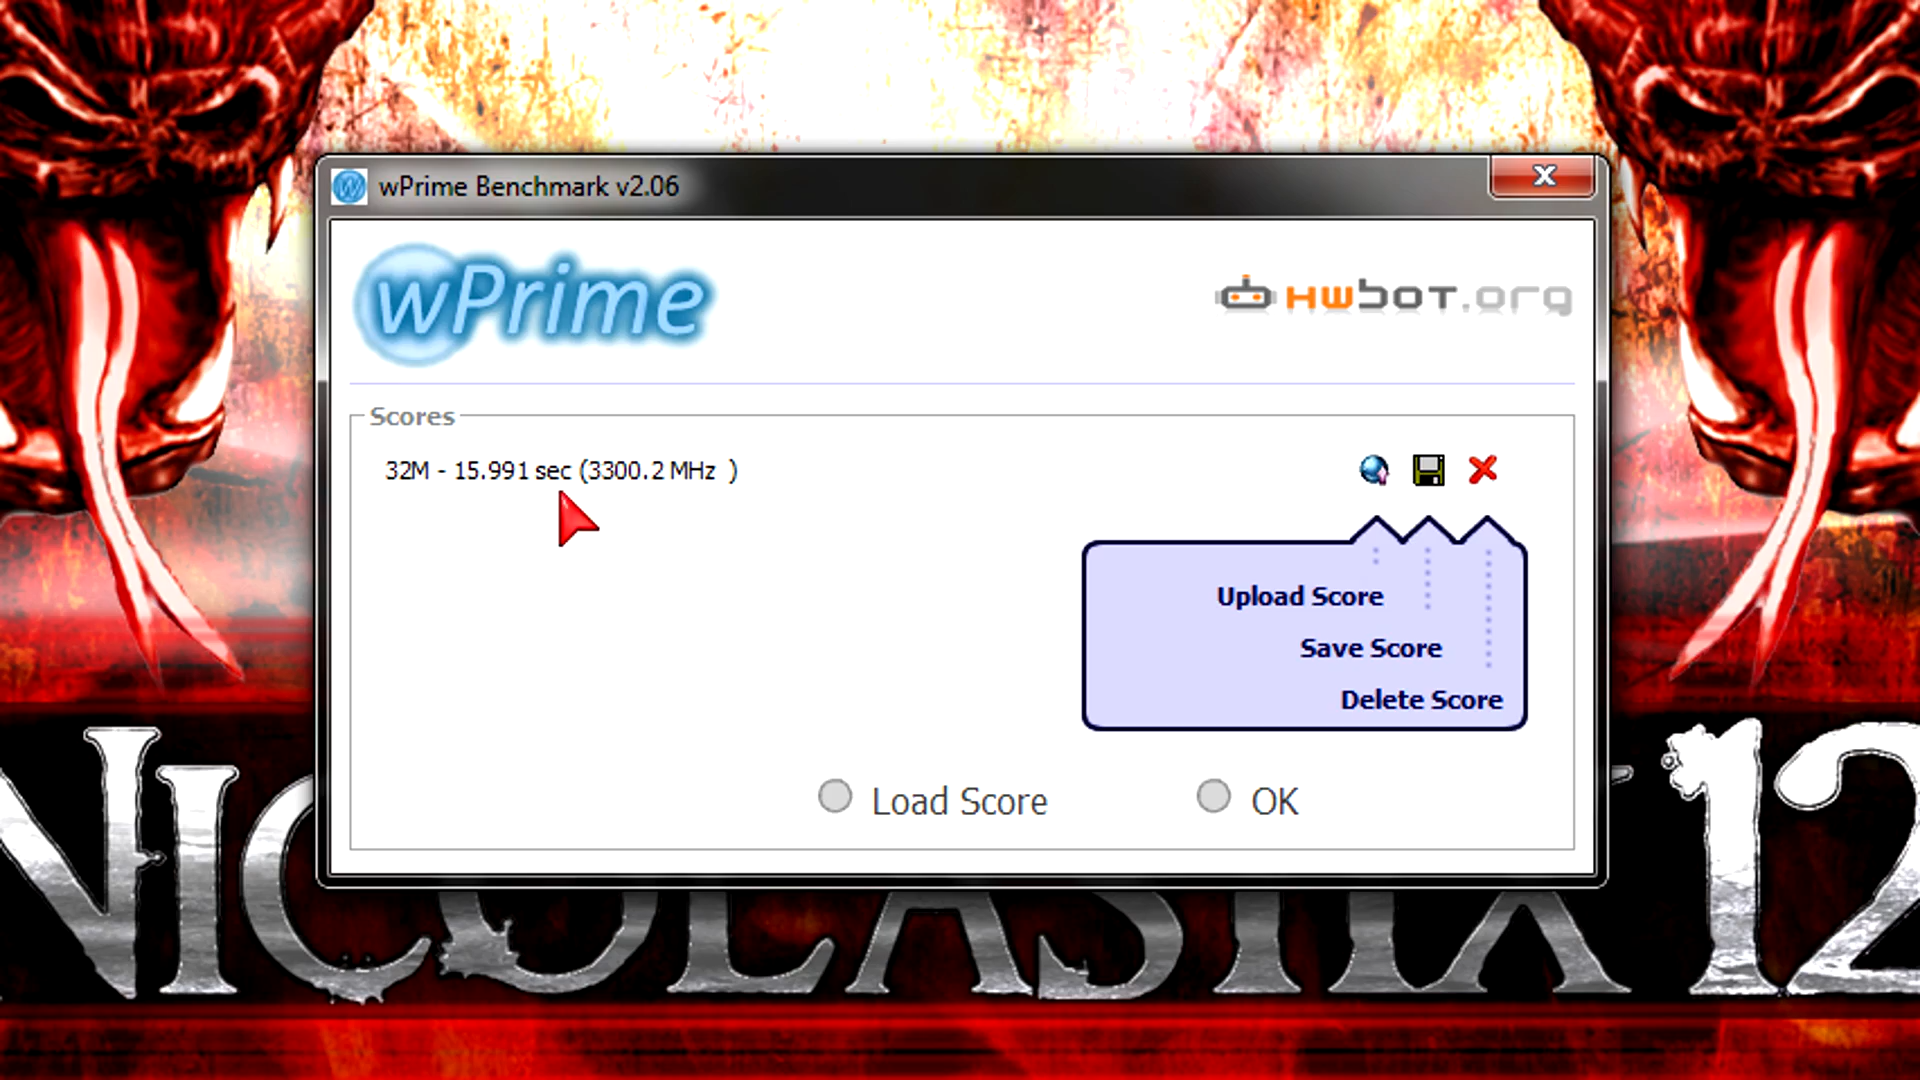 wPrime Benchmark v2.06
x
wPrime
HWBOT.org
Scores
32M - 15.991 sec (3300.2 MHz )
Upload Score
Save Score
Delete Score
Load Score
OK
NICOLAS11X12